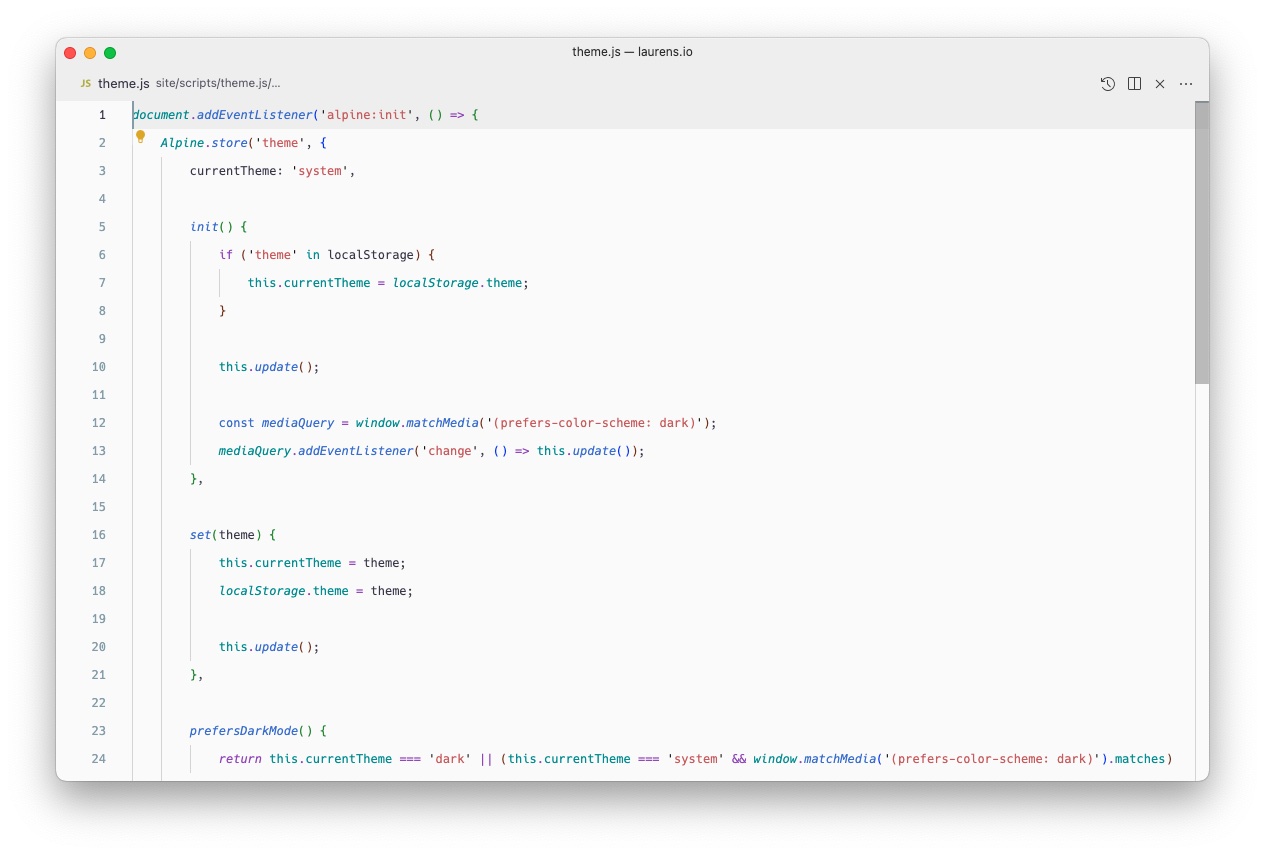 theme.js — laurens.io
JS theme.js site/scripts/theme.js/...
1 document.addEventListener('alpine:init', () => {
2 Alpine.store('theme', {
3 currentTheme: 'system',
4
5 init() {
6 if ('theme' in localStorage) {
7 this.currentTheme = localStorage.theme;
8 }
9
10 this.update();
11
12 const mediaQuery = window.matchMedia('(prefers-color-scheme: dark)');
13 mediaQuery.addEventListener('change', () => this.update());
14 },
15
16 set(theme) {
17 this.currentTheme = theme;
18 localStorage.theme = theme;
19
20 this.update();
21 },
22
23 prefersDarkMode() {
24 return this.currentTheme === 'dark' || (this.currentTheme === 'system' && window.matchMedia('(prefers-color-scheme: dark)').matches)